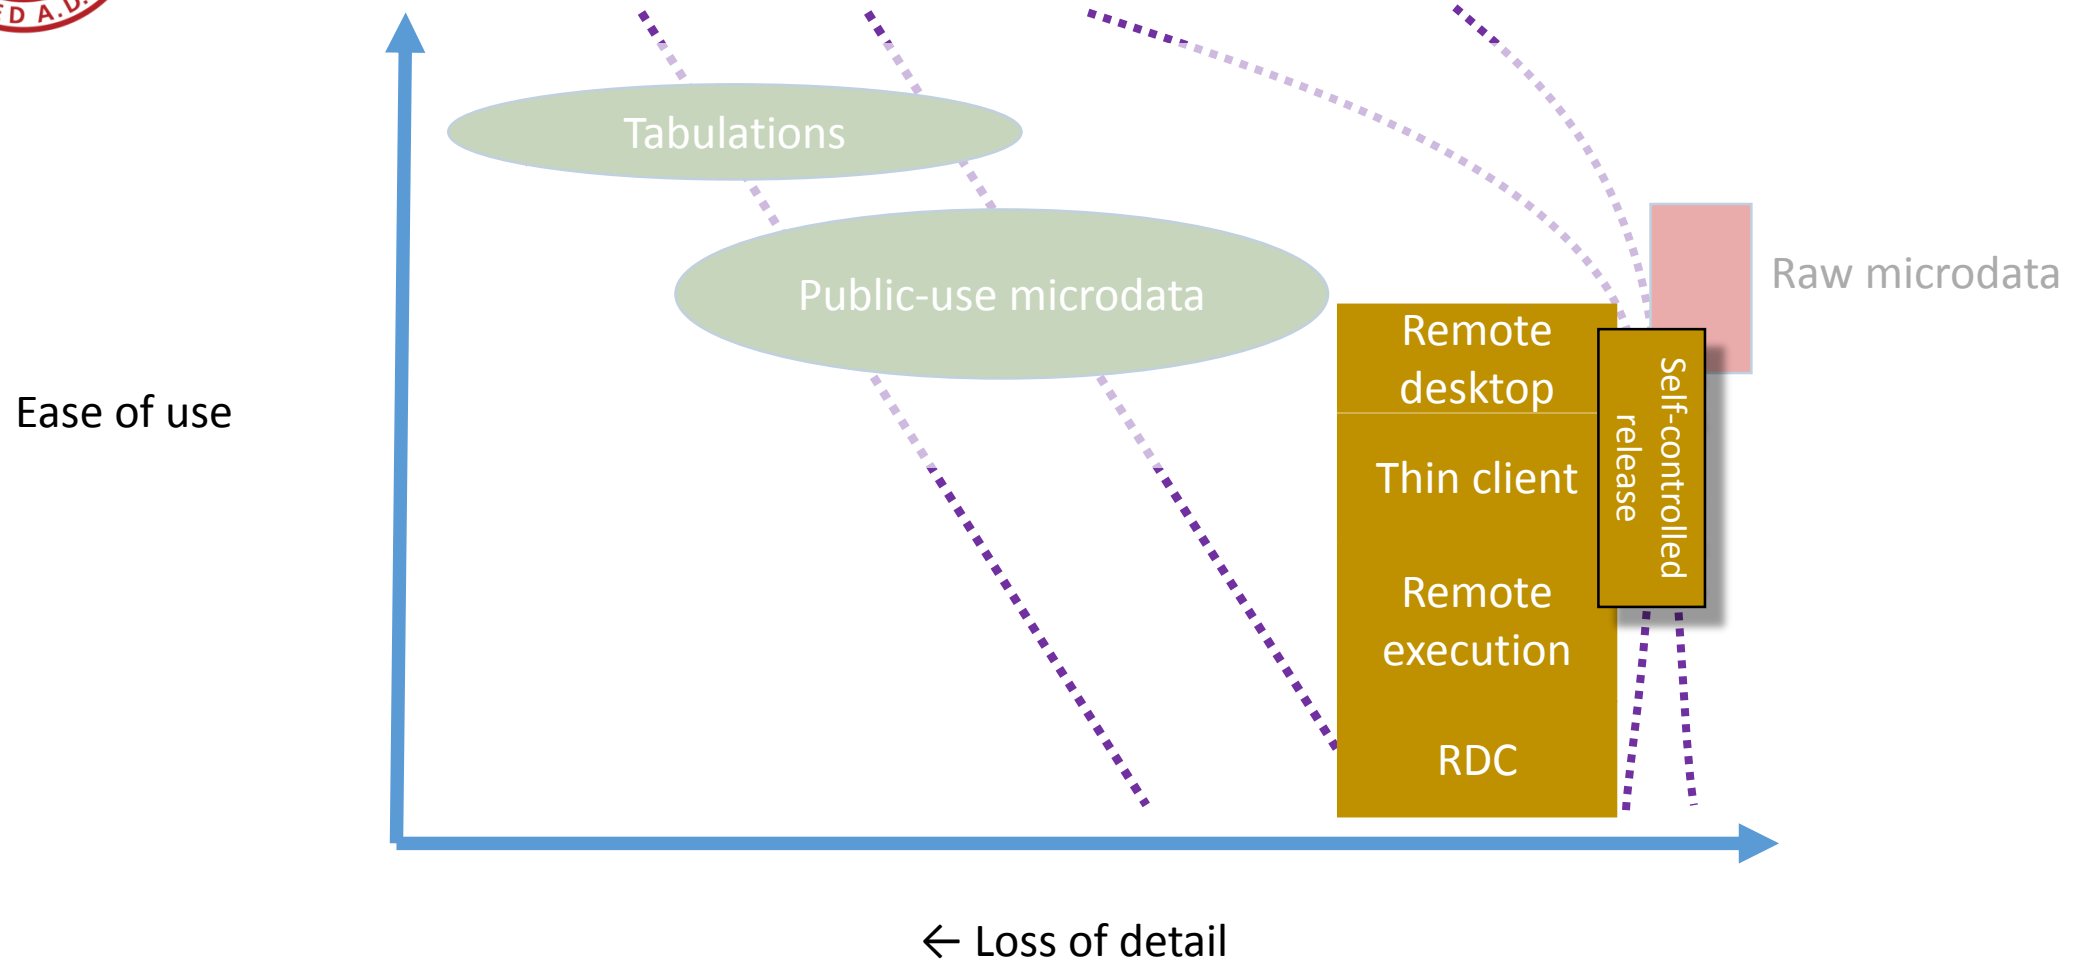 D A.D.
Tabulations
Public-use microdata
Raw microdata
Remote
desktop
Self-controlled
release
Ease of use
Thin client
Remote
execution
RDC
← Loss of detail